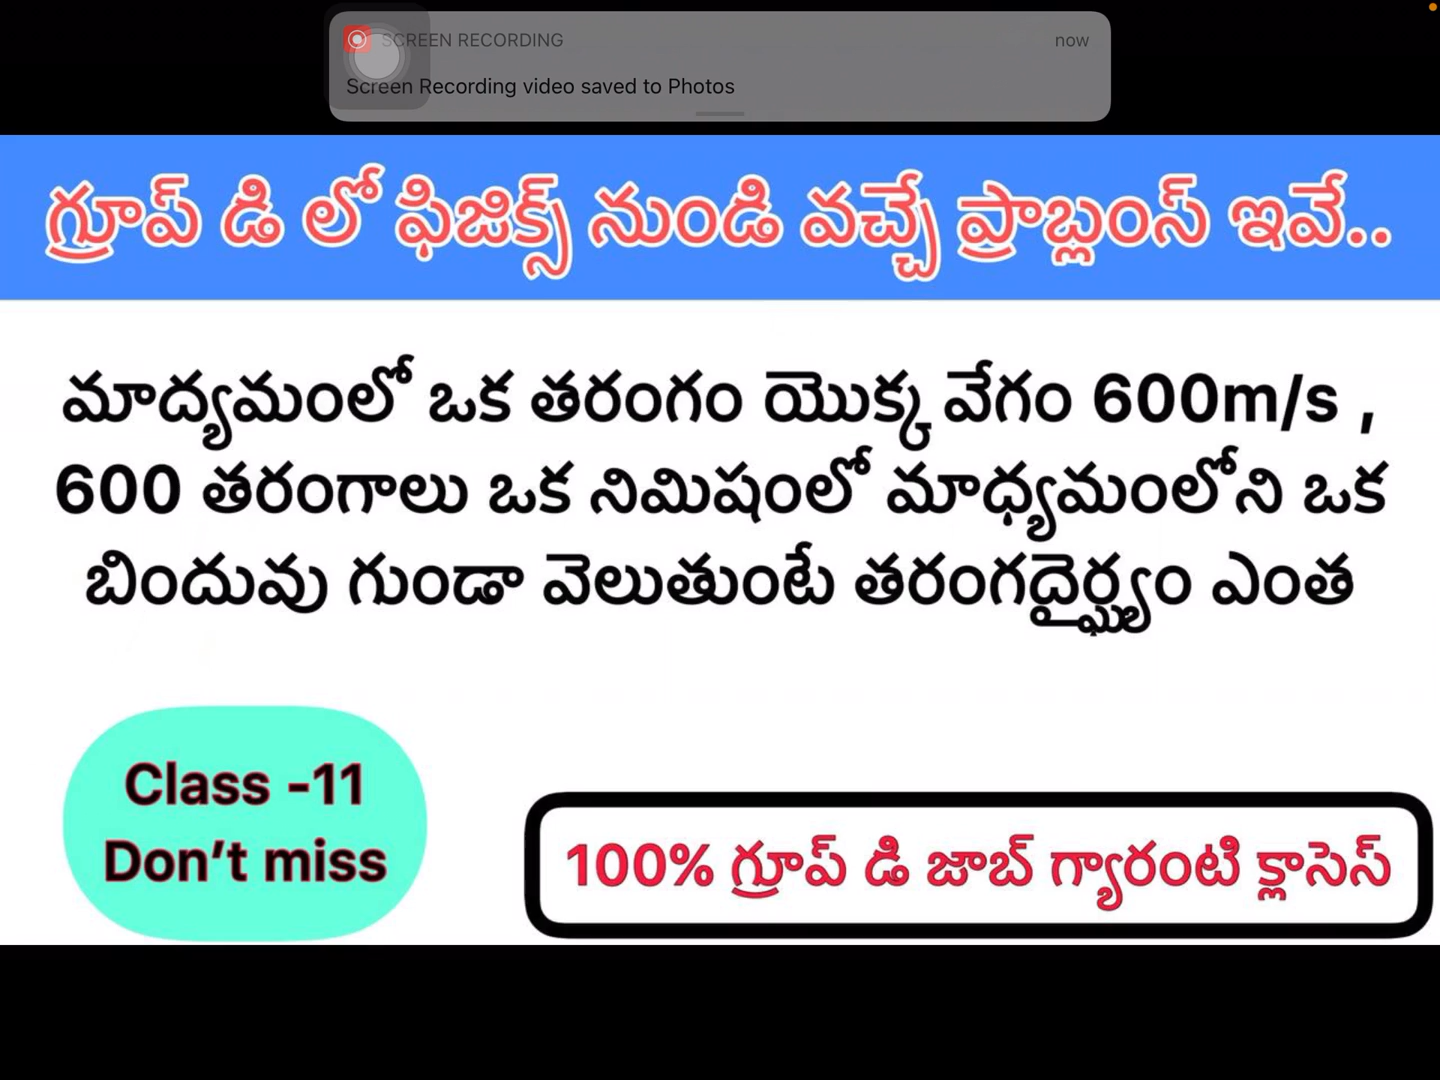 SCREEN RECORDING now
Screen Recording video saved to Photos
గ్రూప్ డి లో ఫిజిక్స్ నుండి వచ్చే ప్రాబ్లంస్ ఇవే..
మాద్యమంలో ఒక తరంగం యొక్క వేగం 600m/s ,
600 తరంగాలు ఒక నిమిషంలో మాధ్యమంలోని ఒక
బిందువు గుండా వెలుతుంటే తరంగదైర్ఘ్యం ఎంత
Class -11
Don’t miss
100% గ్రూప్ డి జాబ్ గ్యారంటి క్లాసెస్